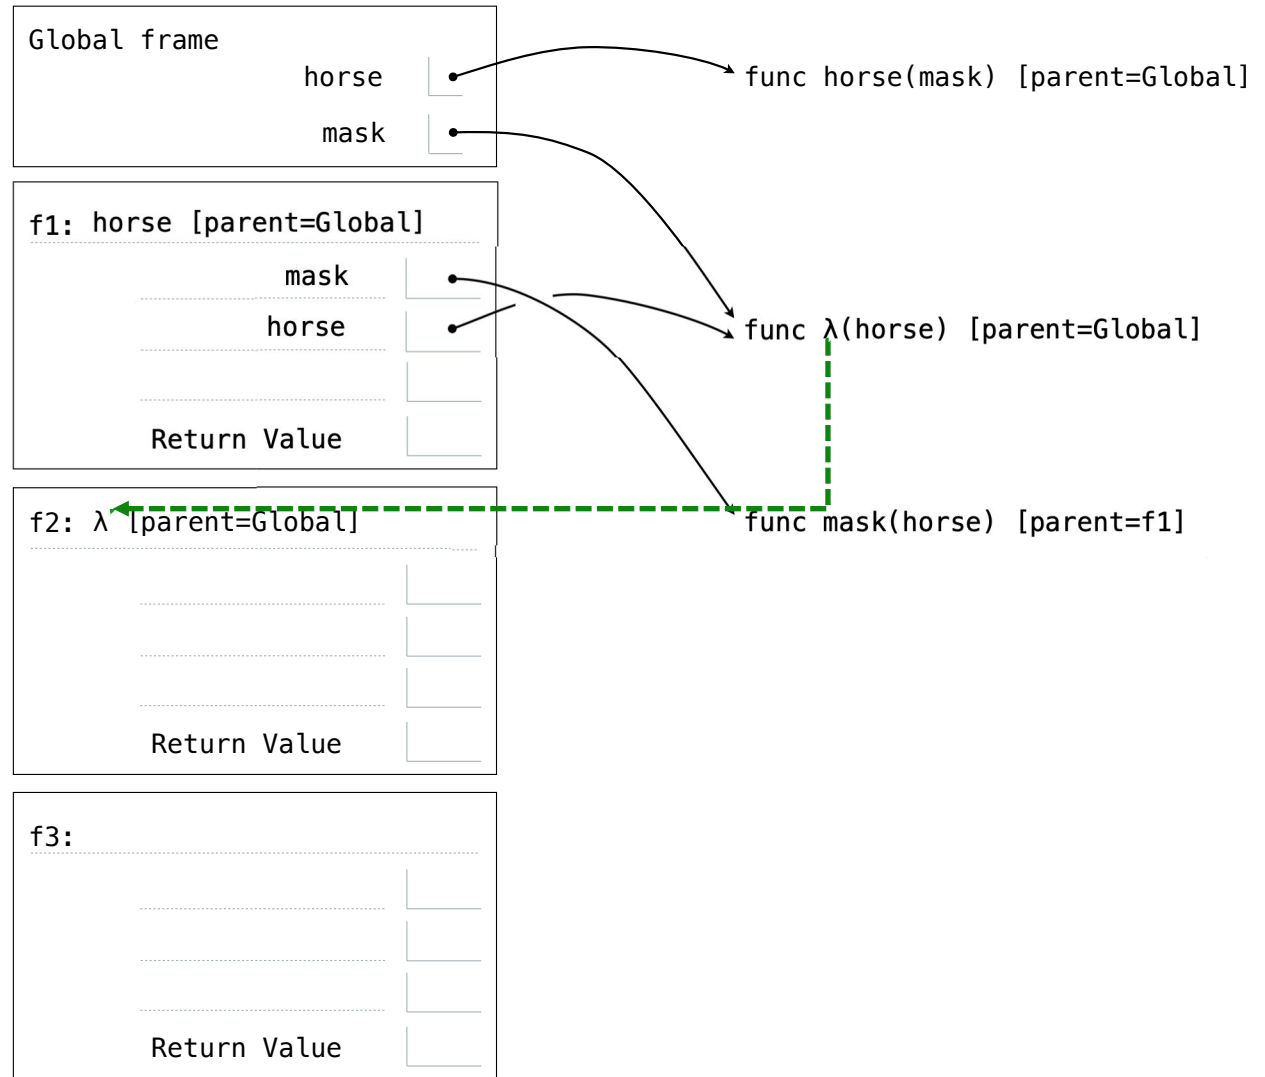 Global frame
horse
func horse(mask) [parent=Global]
mask
f1: horse [parent=Global]
mask
horse
func λ(horse) [parent=Global]
Return Value
f2: λ [parent=Global]
func mask(horse) [parent=f1]
Return Value
f3:
Return Value